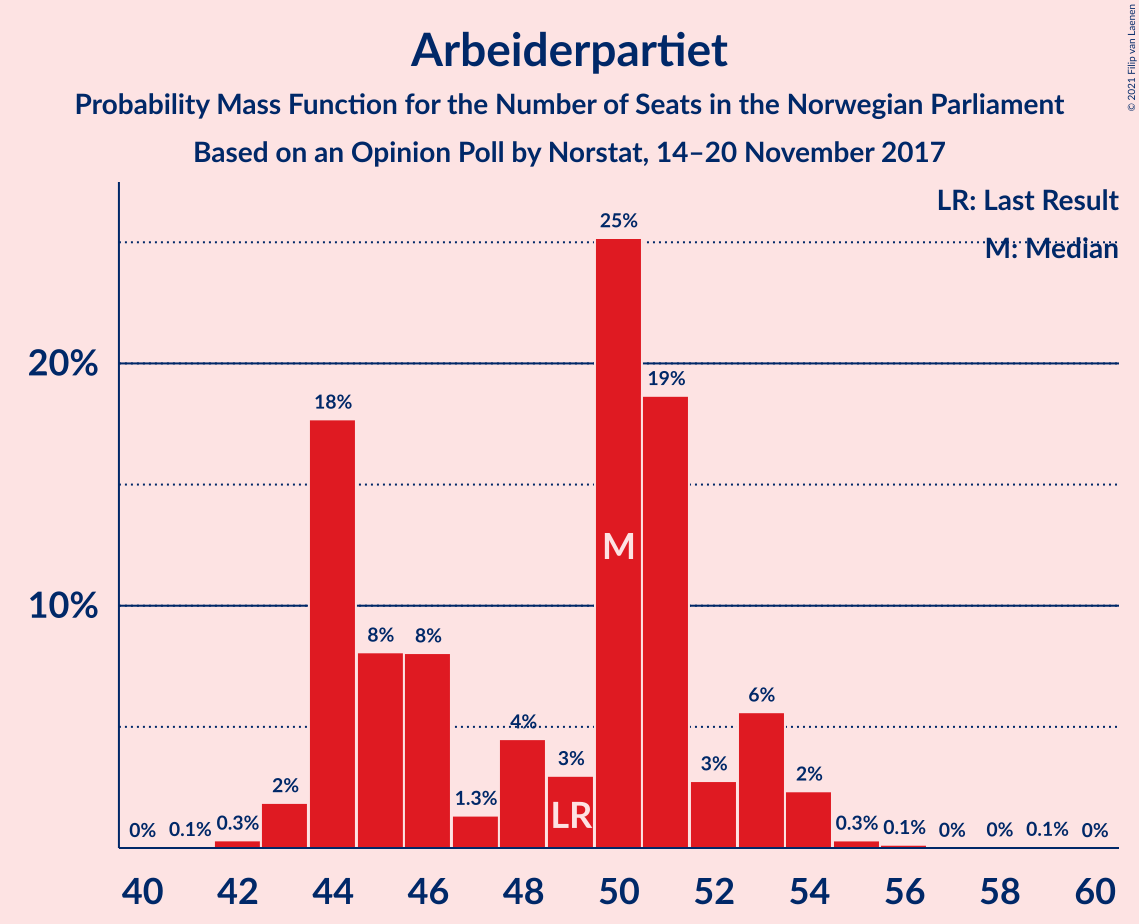 © 2021 Filip van Laenen
Arbeiderpartiet
Probability Mass Function for the Number of Seats in the Norwegian Parliament
Based on an Opinion Poll by Norstat, 14–20 November 2017
LR: Last Result
M: Median
20%
10%
0%
0.1%
0.3%
2%
18%
8%
8%
1.3%
4%
3%
25%
19%
3%
6%
2%
0.3%
0.1%
0%
0%
0.1%
0%
LR
M
40 42 44 46 48 50 52 54 56 58 60